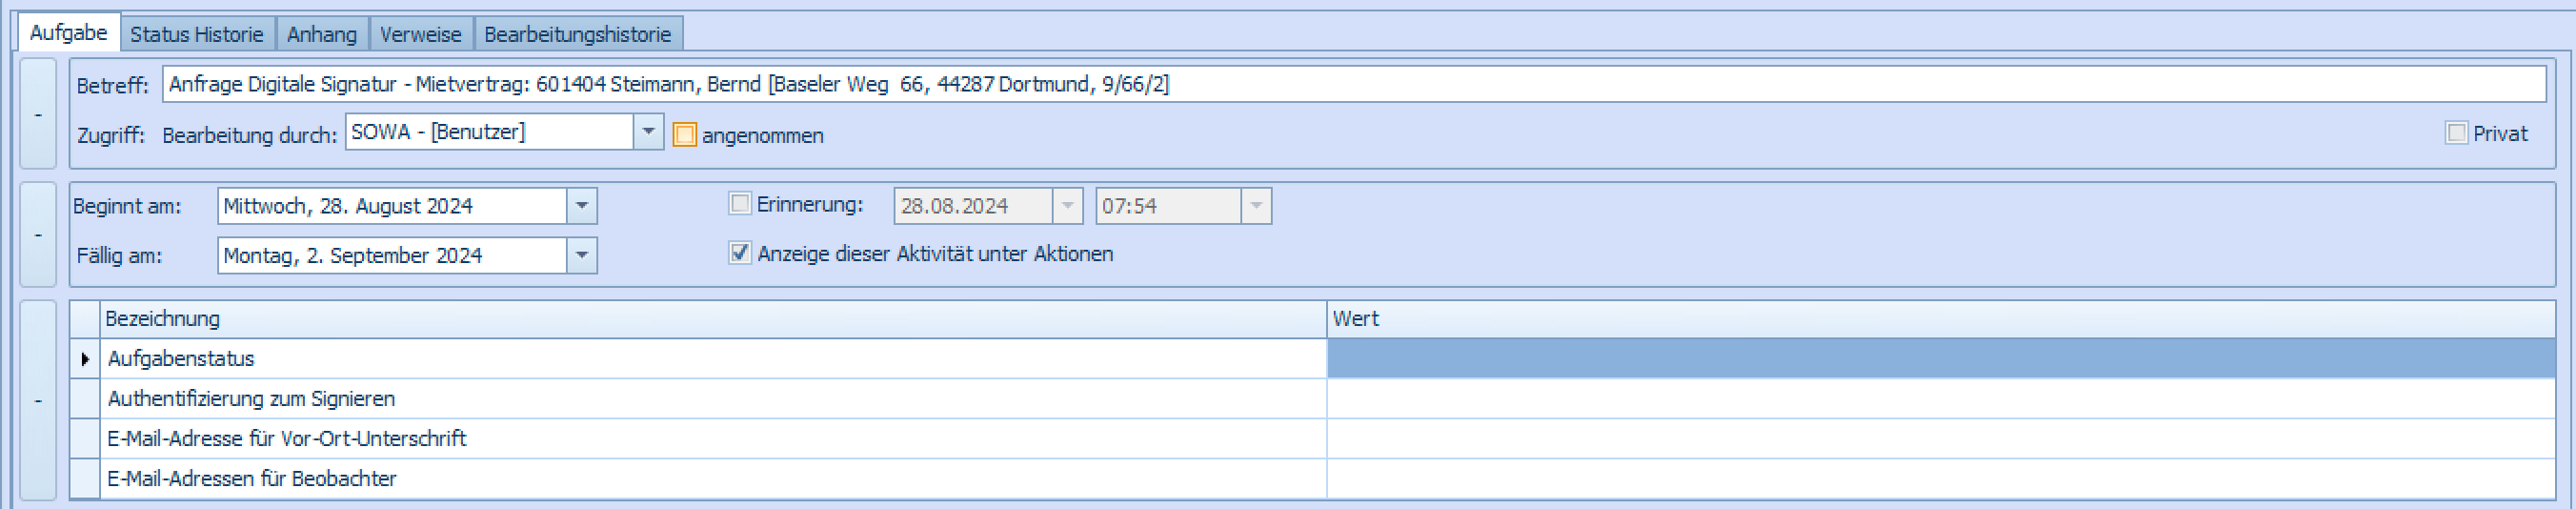 Aufgabe Status Historie Anhang Verweise Bearbeitungshistorie
Betreff: Anfrage Digitale Signatur - Mietvertrag: 601404 Steimann, Bernd [Baseler Weg  66, 44287 Dortmund, 9/66/2]
Zugriff: Bearbeitung durch: SOWA - [Benutzer] angenommen Privat
Beginnt am: Mittwoch, 28. August 2024 Erinnerung: 28.08.2024 07:54
Fällig am: Montag, 2. September 2024 Anzeige dieser Aktivität unter Aktionen
Bezeichnung Wert
Aufgabenstatus
Authentifizierung zum Signieren
E-Mail-Adresse für Vor-Ort-Unterschrift
E-Mail-Adressen für Beobachter